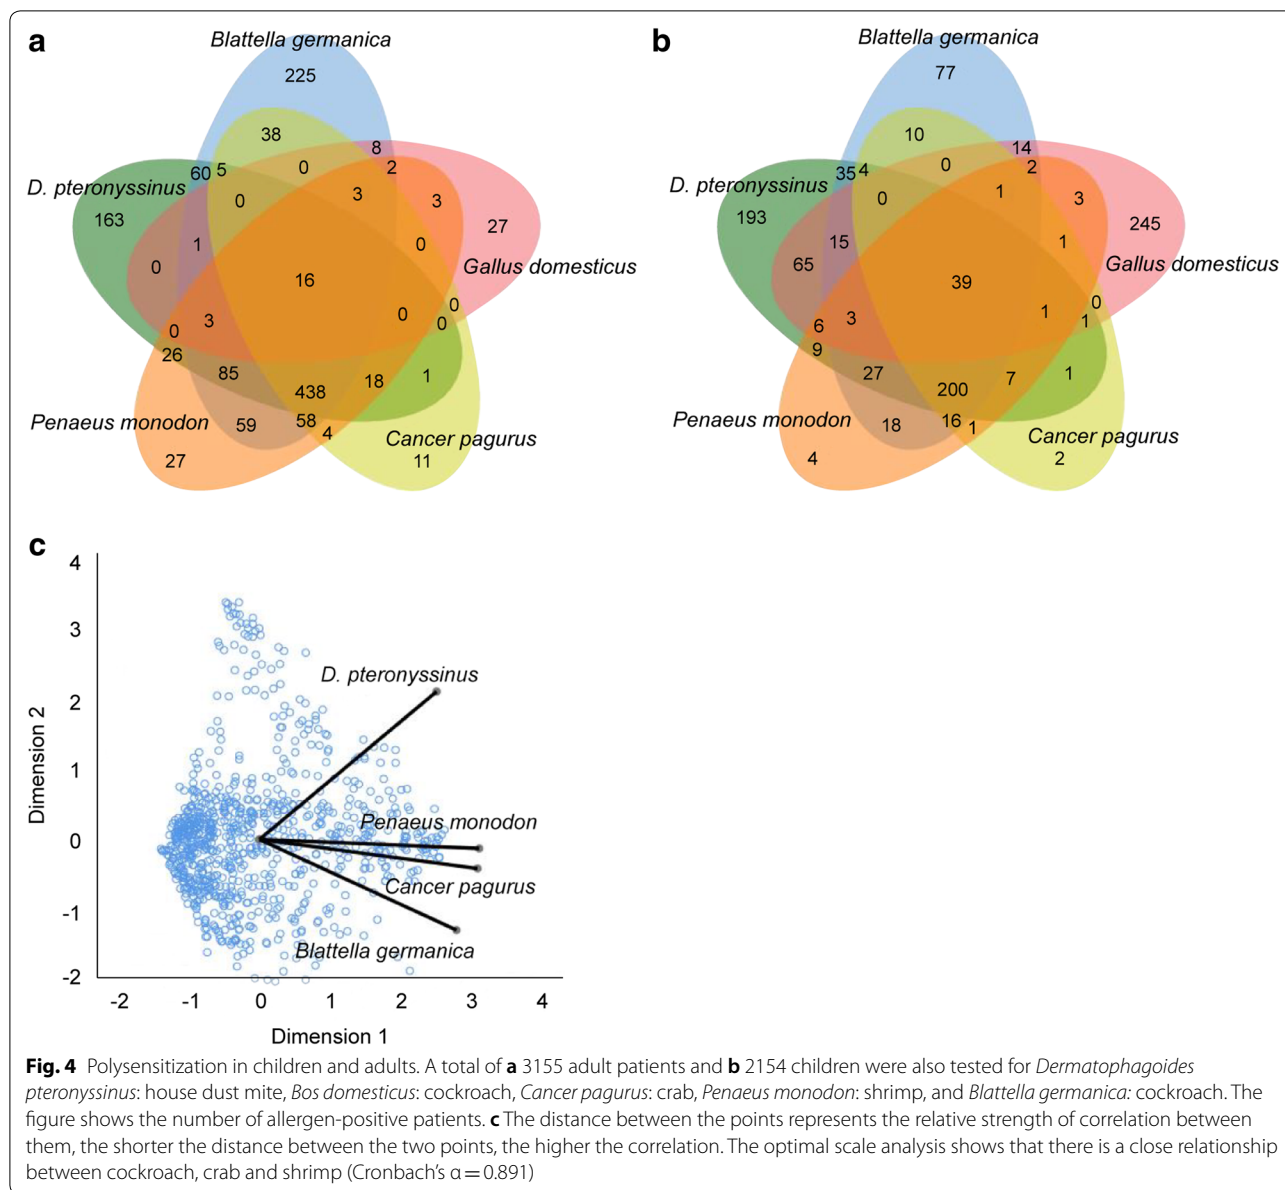 a
Blattella germanica
225
38
8
60 5
0
2
D. pteronyssinus
0
3
3
163
27
1
0
0
Gallus domesticus
16
0
0
3
0
0
26
85
18
1
438
Penaeus monodon
59
58
4
Cancer pagurus
27
11
b
Blattella germanica
77
10
14
35 4
0
2
D. pteronyssinus
0
1
3
193
245
15
1
65
Gallus domesticus
39
0
6
3
1
1
9
27
7
1
200
Penaeus monodon
18
16
1
Cancer pagurus
4
2
c
4
3
2
1
0
-1
-2
Dimension 2
D. pteronyssinus
Penaeus monodon
Cancer pagurus
Blattella germanica
-2 -1 0 1 2 3 4
Dimension 1
Fig. 4 Polysensitization in children and adults. A total of a 3155 adult patients and b 2154 children were also tested for Dermatophagoides
pteronyssinus: house dust mite, Bos domesticus: cockroach, Cancer pagurus: crab, Penaeus monodon: shrimp, and Blattella germanica: cockroach. The
figure shows the number of allergen-positive patients. c The distance between the points represents the relative strength of correlation between
them, the shorter the distance between the two points, the higher the correlation. The optimal scale analysis shows that there is a close relationship
between cockroach, crab and shrimp (Cronbach's α = 0.891)